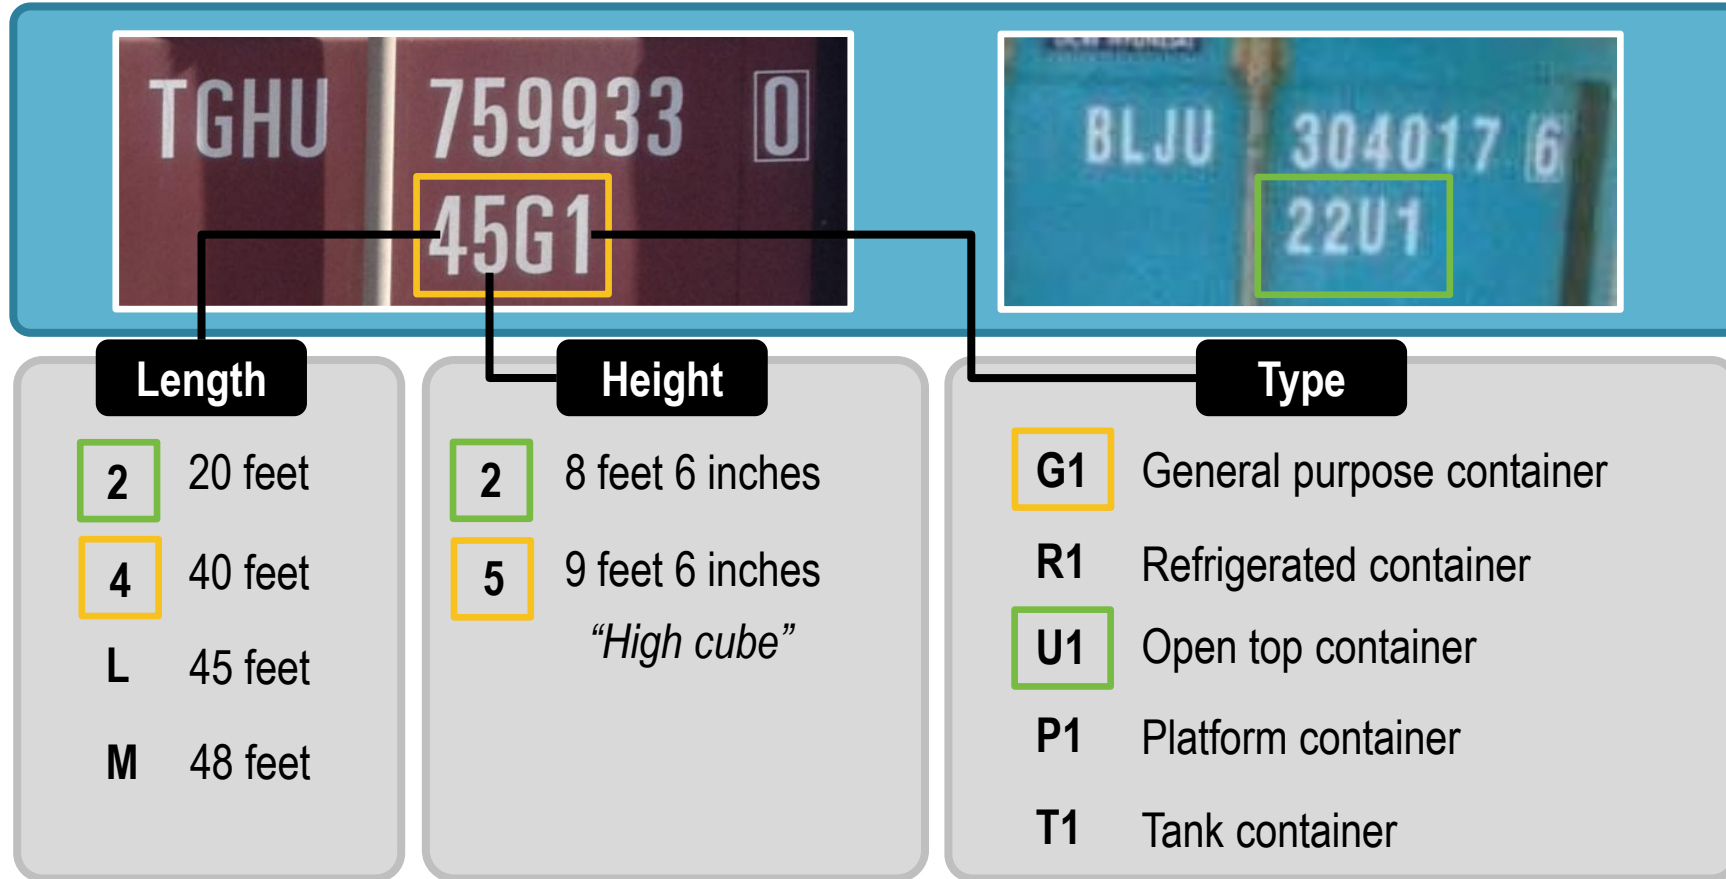 TGHU 759933 0
45G1
BLJU 304017 6
22U1
Length
2 20 feet
4 40 feet
L 45 feet
M 48 feet
Height
2 8 feet 6 inches
5 9 feet 6 inches
“High cube”
Type
G1 General purpose container
R1 Refrigerated container
U1 Open top container
P1 Platform container
T1 Tank container